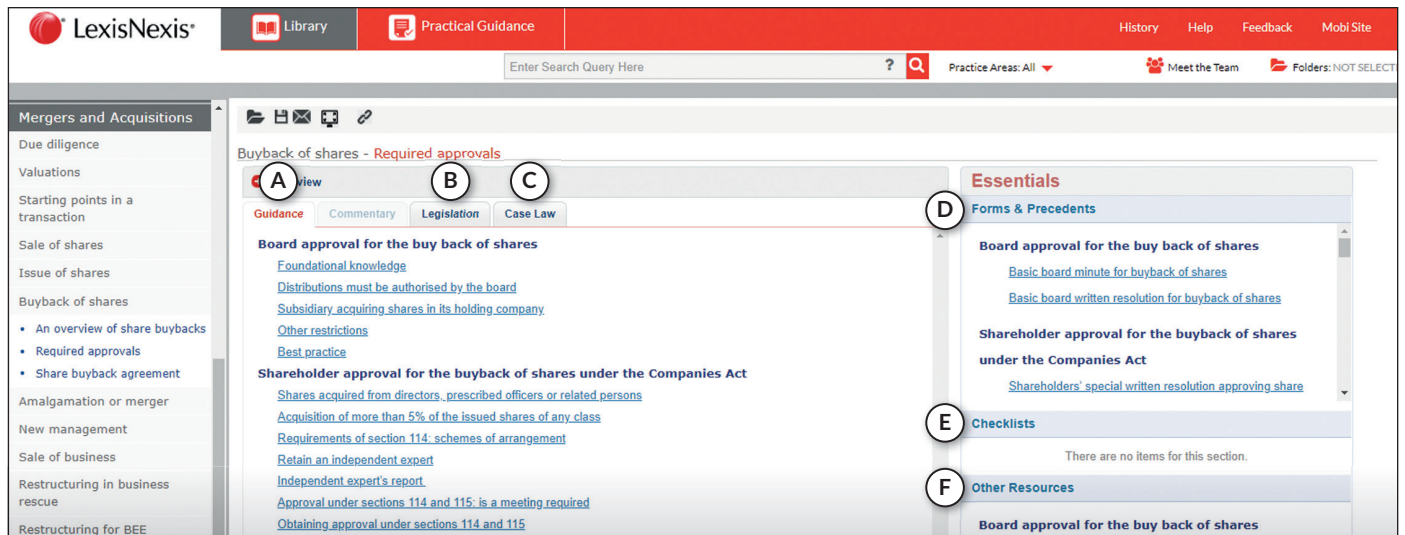 LexisNexis®
Library
Practical Guidance
History Help Feedback Mobi Site
Enter Search Query Here ?
Practice Areas: All
Meet the Team
Folders: NOT SELECTI
Mergers and Acquisitions
Due diligence
Valuations
Starting points in a
transaction
Sale of shares
Issue of shares
Buyback of shares
• An overview of share buybacks
• Required approvals
• Share buyback agreement
Amalgamation or merger
New management
Sale of business
Restructuring in business
rescue
Restructuring for BEE
Buyback of shares - Required approvals
A view B C
Guidance Commentary Legislation Case Law
Board approval for the buy back of shares
Foundational knowledge
Distributions must be authorised by the board
Subsidiary acquiring shares in its holding company
Other restrictions
Best practice
Shareholder approval for the buyback of shares under the Companies Act
Shares acquired from directors, prescribed officers or related persons
Acquisition of more than 5% of the issued shares of any class
Requirements of section 114: schemes of arrangement
Retain an independent expert
Independent expert's report
Approval under sections 114 and 115: is a meeting required
Obtaining approval under sections 114 and 115
Essentials
D Forms & Precedents
Board approval for the buy back of shares
Basic board minute for buyback of shares
Basic board written resolution for buyback of shares
Shareholder approval for the buyback of shares
under the Companies Act
Shareholders' special written resolution approving share
E Checklists
There are no items for this section.
F Other Resources
Board approval for the buy back of shares